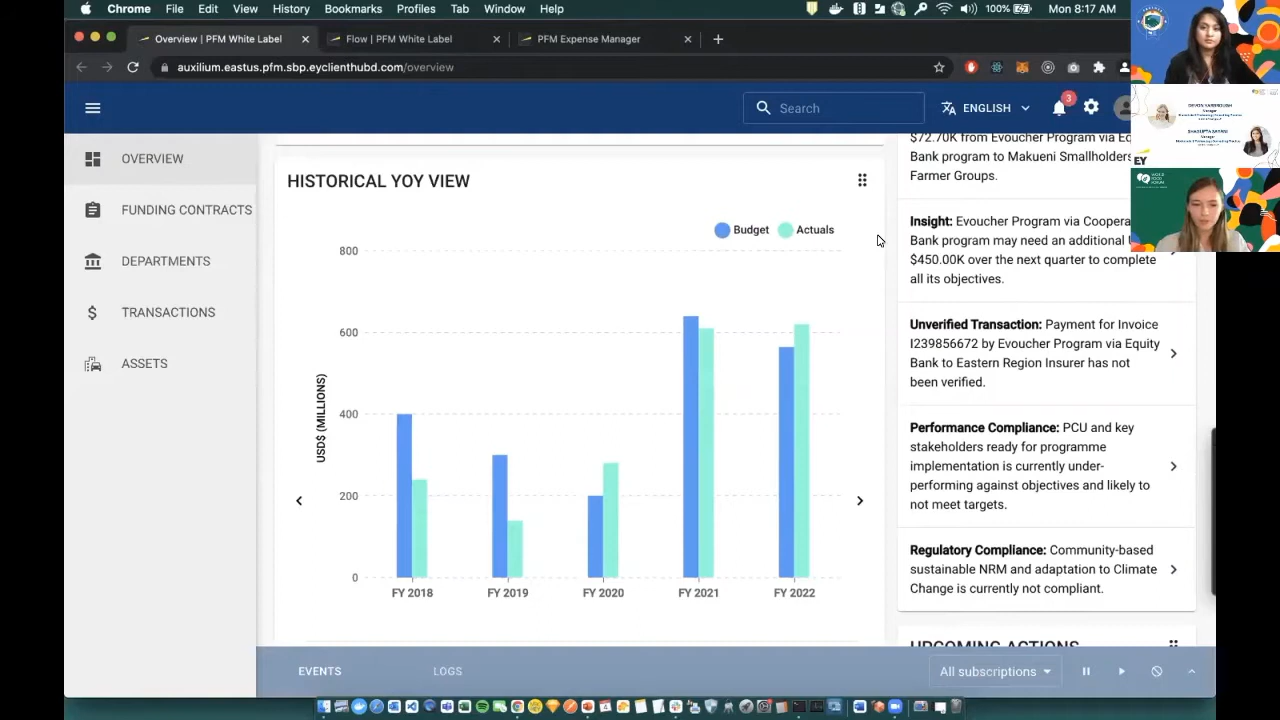 Chrome File Edit View History Bookmarks Profiles Tab Window Help 100% Mon 8:17 AM
Overview | PFM White Label
Flow | PFM White Label
PFM Expense Manager
auxilium.eastus.pfm.sbp.eyclienthubd.com/overview
Search
ENGLISH
3
OVERVIEW
FUNDING CONTRACTS
DEPARTMENTS
TRANSACTIONS
ASSETS
HISTORICAL YOY VIEW
Budget
Actuals
USD$ (MILLIONS)
800
600
400
200
0
FY 2018
FY 2019
FY 2020
FY 2021
FY 2022
from Evoucher Program via Eq
Bank program to Makueni Smallholders
Farmer Groups.
Insight: Evoucher Program via Coopera
Bank program may need an additional
$450.00K over the next quarter to complete
all its objectives.
Unverified Transaction: Payment for Invoice
I239856672 by Evoucher Program via Equity
Bank to Eastern Region Insurer has not
been verified.
Performance Compliance: PCU and key
stakeholders ready for programme
implementation is currently under-
performing against objectives and likely to
not meet targets.
Regulatory Compliance: Community-based
sustainable NRM and adaptation to Climate
Change is currently not compliant.
UPCOMING ACTIONS
EVENTS
LOGS
All subscriptions
EY
WORLD
FOOD
FORUM